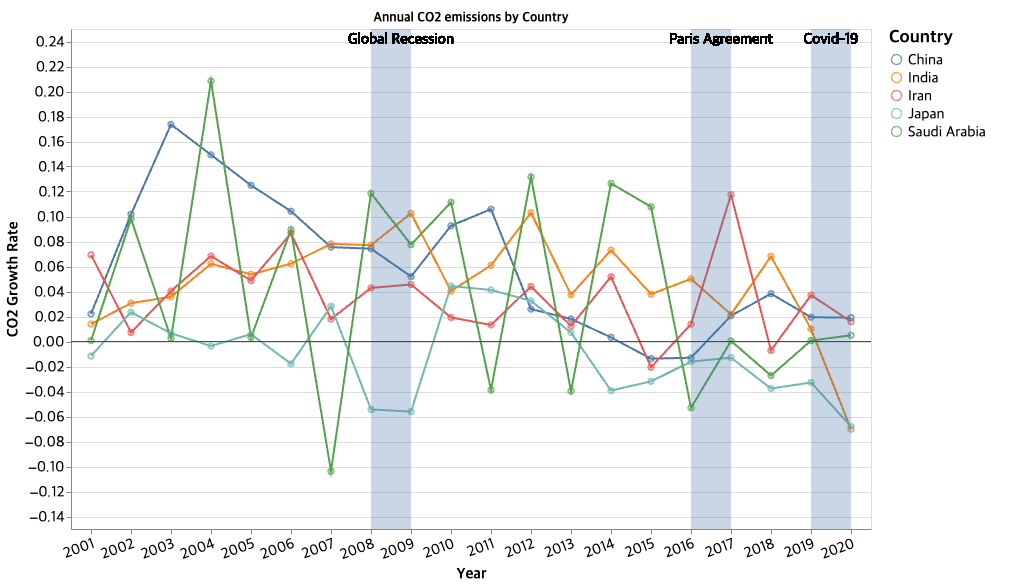 Annual CO2 emissions by Country
Global Recession
Paris Agreement
Covid-19
Country
China
India
Iran
Japan
Saudi Arabia
CO2 Growth Rate
0.24
0.22
0.20
0.18
0.16
0.14
0.12
0.10
0.08
0.06
0.04
0.02
0.00
−0.02
−0.04
−0.06
−0.08
−0.10
−0.12
−0.14
2001 2002 2003 2004 2005 2006 2007 2008 2009 2010 2011 2012 2013 2014 2015 2016 2017 2018 2019 2020
Year